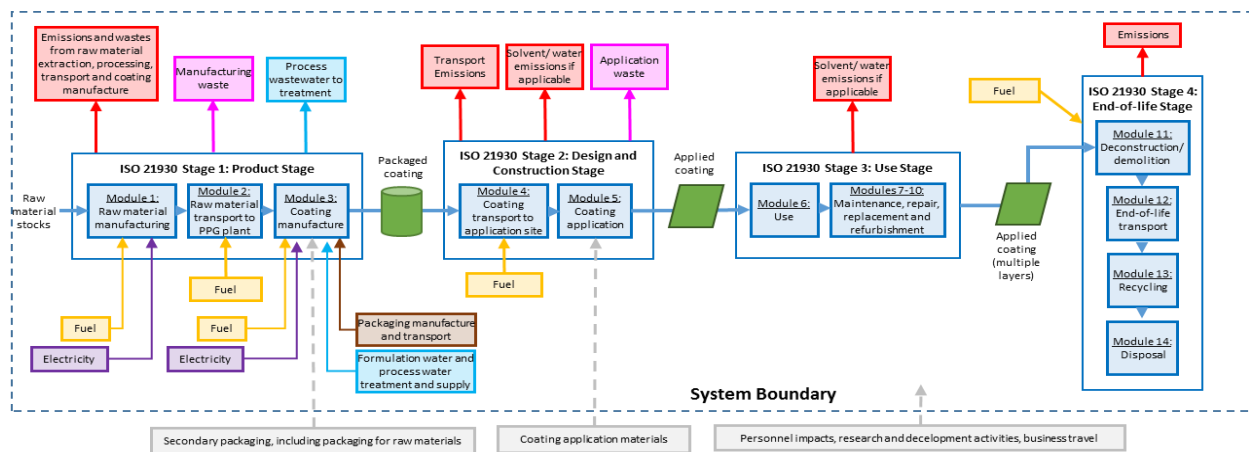 Emissions and wastes
from raw material
extraction, processing,
transport and coating
manufacture
Manufacturing
waste
Process
wastewater to
treatment
Transport
Emissions
Solvent/ water
emissions if
applicable
Application
waste
Solvent/ water
emissions if
applicable
Emissions
Fuel
ISO 21930 Stage 1: Product Stage
Raw
material
stocks
Module 1:
Raw material
manufacturing
Module 2:
Raw material
transport to
PPG plant
Module 3:
Coating
manufacture
Packaged
coating
ISO 21930 Stage 2: Design and
Construction Stage
Module 4:
Coating
transport to
application site
Module 5:
Coating
application
Applied
coating
ISO 21930 Stage 3: Use Stage
Module 6:
Use
Modules 7-10:
Maintenance, repair,
replacement and
refurbishment
Applied
coating
(multiple
layers)
ISO 21930 Stage 4:
End-of-life Stage
Module 11:
Deconstruction/
demolition
Module 12:
End-of-life
transport
Module 13:
Recycling
Module 14:
Disposal
Fuel
Electricity
Fuel
Fuel
Electricity
Packaging manufacture
and transport
Formulation water and
process water
treatment and supply
Fuel
System Boundary
Secondary packaging, including packaging for raw materials
Coating application materials
Personnel impacts, research and development activities, business travel